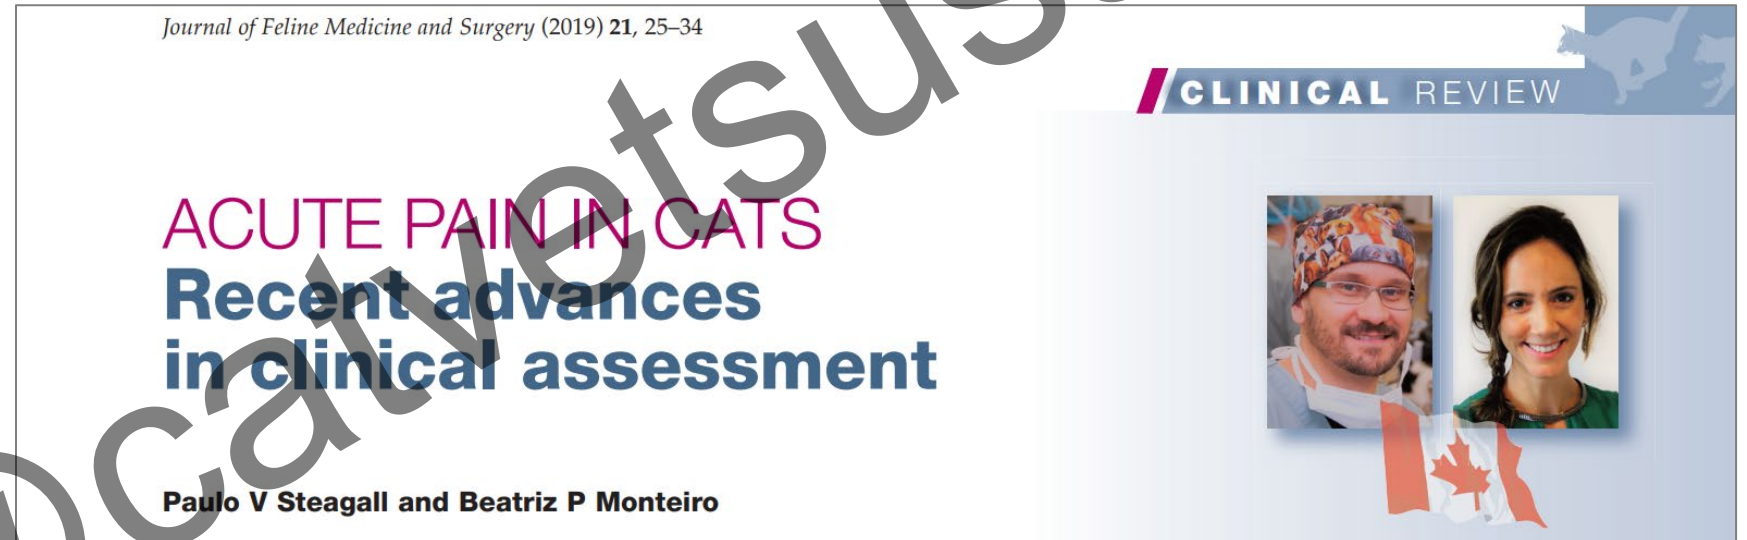 Journal of Feline Medicine and Surgery (2019) 21, 25–34
CLINICAL REVIEW
ACUTE PAIN IN CATS
Recent advances
in clinical assessment
Paulo V Steagall and Beatriz P Monteiro
@catvetsus